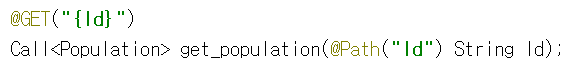 @GET("{Id}")
Call<Population> get_population(@Path("Id") String Id);